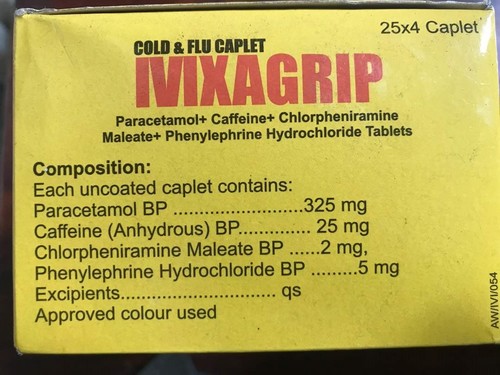 25x4 Caplet
COLD & FLU CAPLET
IVIXAGRIP
Paracetamol+ Caffeine+ Chlorpheniramine
Maleate+ Phenylephrine Hydrochloride Tablets
Composition:
Each uncoated caplet contains:
Paracetamol BP .......................325 mg
Caffeine (Anhydrous) BP.............. 25 mg
Chlorpheniramine Maleate BP ......2 mg,
Phenylephrine Hydrochloride BP .........5 mg
Excipients............................ qs
Approved colour used
AW/IVI/054